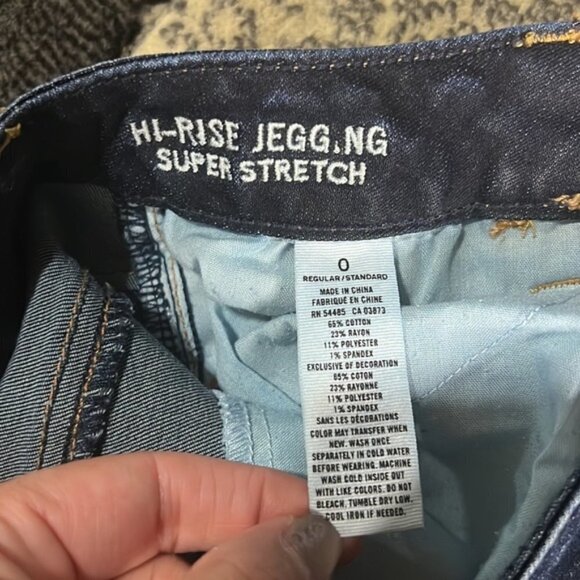 HI-RISE JEGG.NG
SUPER STRETCH
0
REGULAR/STANDARD
MADE IN CHINA
FABRIQUÉ EN CHINE
RN 54485 CA 03873
65% COTTON
23% RAYON
11% POLYESTER
1% SPANDEX
EXCLUSIVE OF DECORATION
65% COTON
23% RAYONNE
11% POLYESTER
1% SPANDEX
SANS LES DÉCORATIONS
COLOR MAY TRANSFER WHEN
NEW. WASH ONCE
SEPARATELY IN COLD WATER
BEFORE WEARING. MACHINE
WASH COLD INSIDE OUT
WITH LIKE COLORS. DO NOT
BLEACH. TUMBLE DRY LOW.
COOL IRON IF NEEDED.